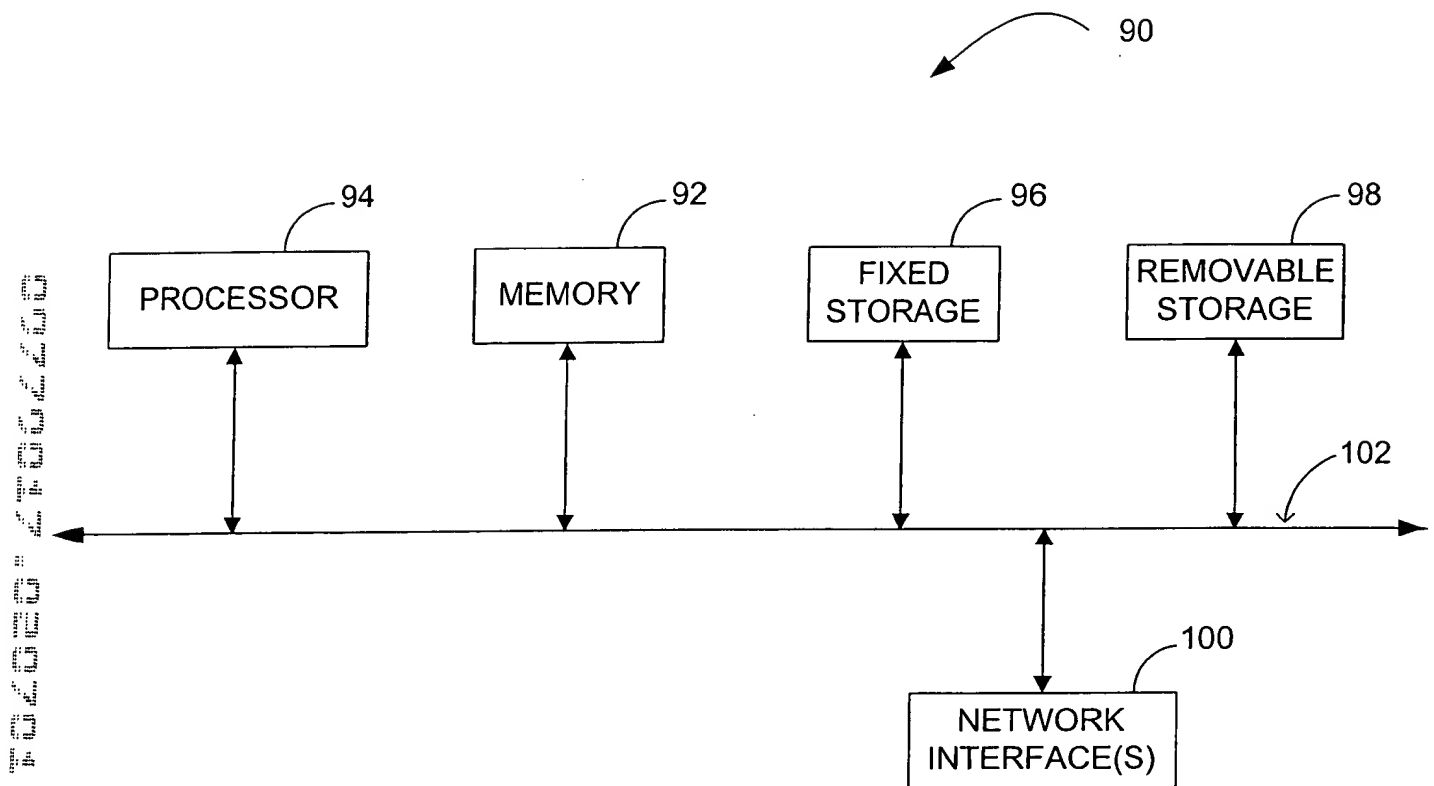 90
94
92
96
98
PROCESSOR
MEMORY
FIXED
STORAGE
REMOVABLE
STORAGE
102
100
NETWORK
INTERFACE(S)